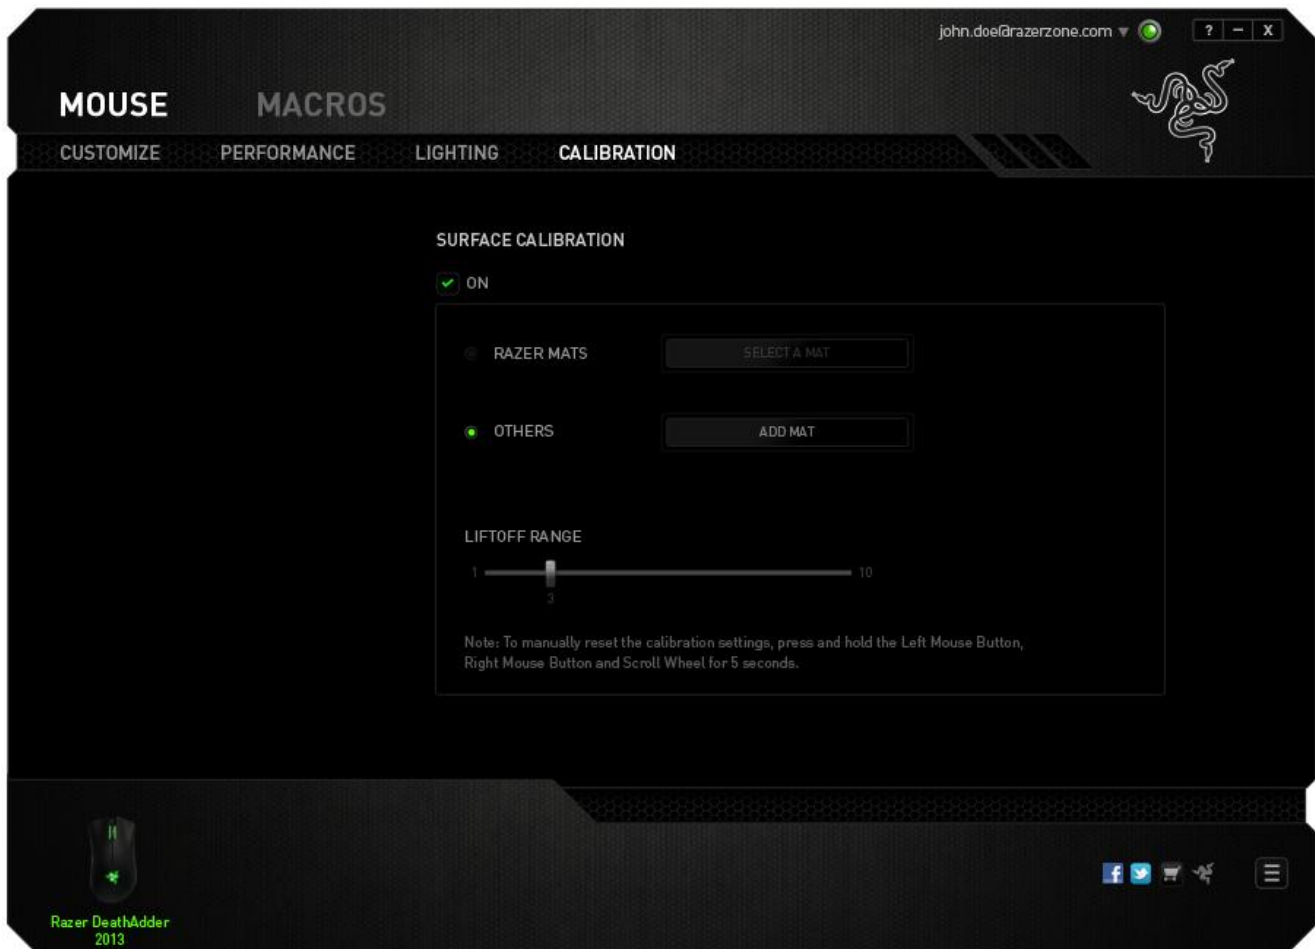 john.doe@razerzone.com
? – X
MOUSE MACROS
CUSTOMIZE PERFORMANCE LIGHTING CALIBRATION
SURFACE CALIBRATION
ON
RAZER MATS SELECT A MAT
OTHERS ADD MAT
LIFTOFF RANGE
1 10
3
Note: To manually reset the calibration settings, press and hold the Left Mouse Button,
Right Mouse Button and Scroll Wheel for 5 seconds.
Razer DeathAdder
2013